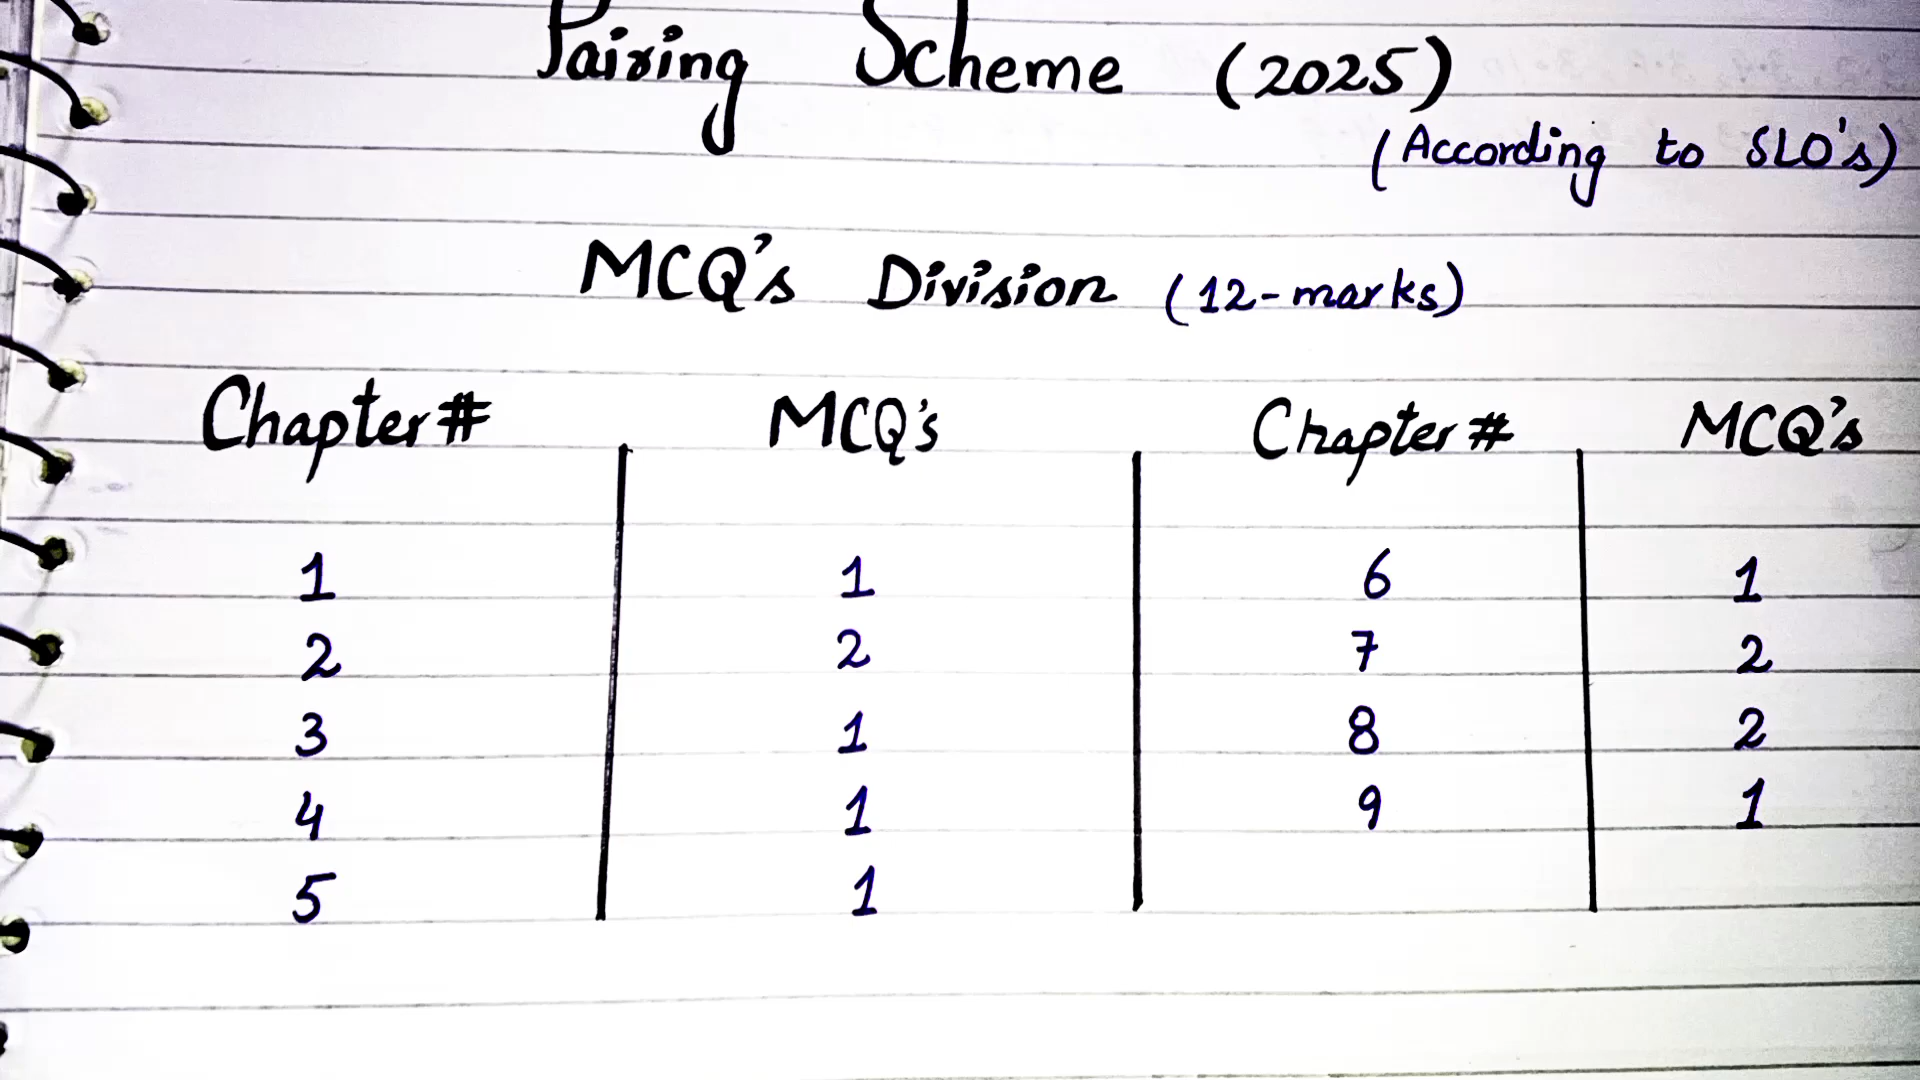 Pairing Scheme (2025)
(According to SLO's)
MCQ's Division (12-marks)
Chapter # MCQ's Chapter # MCQ's
1 1 6 1
2 2 7 2
3 1 8 2
4 1 9 1
5 1